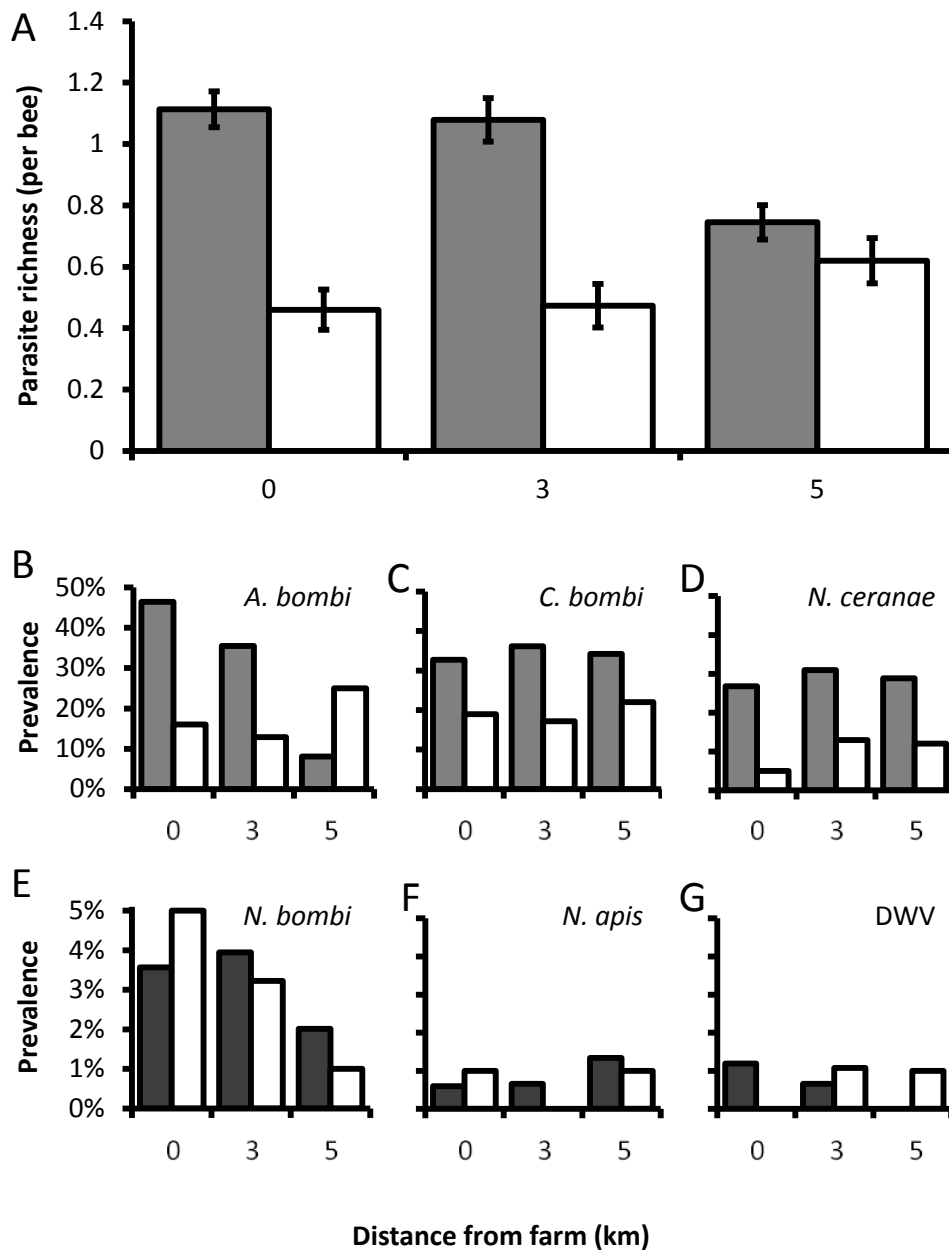 A
Parasite richness (per bee)
1.4
1.2
1
0.8
0.6
0.4
0.2
0
0 3 5
B
Prevalence
50%
40%
30%
20%
10%
0%
A. bombi
0 3 5
C
C. bombi
0 3 5
D
N. ceranae
0 3 5
E
Prevalence
5%
4%
3%
2%
1%
0%
N. bombi
0 3 5
F
N. apis
0 3 5
G
DWV
0 3 5
Distance from farm (km)